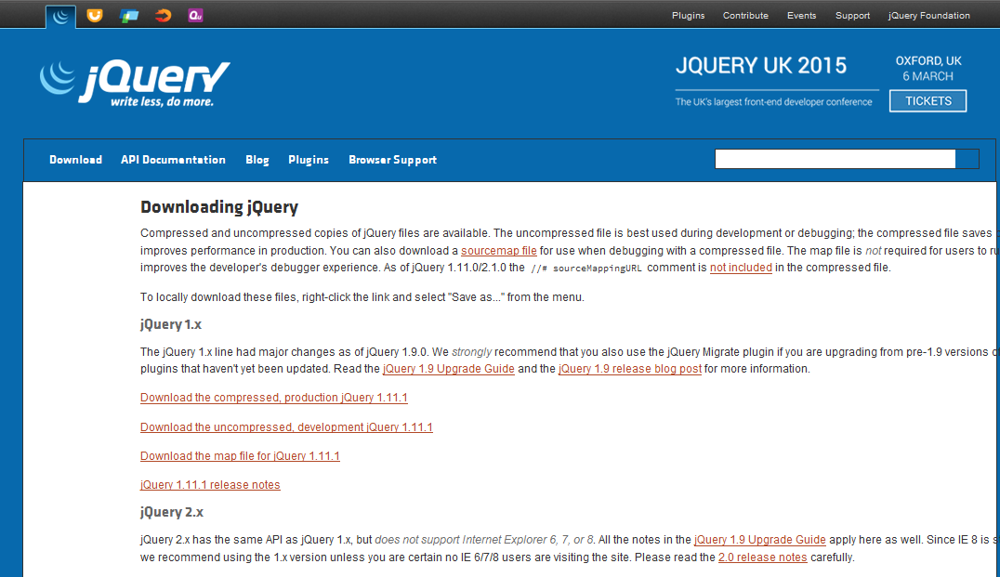 Qu
Plugins Contribute Events Support jQuery Foundation
jQuery
write less, do more.
JQUERY UK 2015
The UK's largest front-end developer conference
OXFORD, UK
6 MARCH
TICKETS
Download API Documentation Blog Plugins Browser Support
Downloading jQuery
Compressed and uncompressed copies of jQuery files are available. The uncompressed file is best used during development or debugging; the compressed file saves
improves performance in production. You can also download a sourcemap file for use when debugging with a compressed file. The map file is not required for users to
improves the developer's debugger experience. As of jQuery 1.11.0/2.1.0 the //# sourceMappingURL comment is not included in the compressed file.
To locally download these files, right-click the link and select "Save as..." from the menu.
jQuery 1.x
The jQuery 1.x line had major changes as of jQuery 1.9.0. We strongly recommend that you also use the jQuery Migrate plugin if you are upgrading from pre-1.9 versions
plugins that haven't yet been updated. Read the jQuery 1.9 Upgrade Guide and the jQuery 1.9 release blog post for more information.
Download the compressed, production jQuery 1.11.1
Download the uncompressed, development jQuery 1.11.1
Download the map file for jQuery 1.11.1
jQuery 1.11.1 release notes
jQuery 2.x
jQuery 2.x has the same API as jQuery 1.x, but does not support Internet Explorer 6, 7, or 8. All the notes in the jQuery 1.9 Upgrade Guide apply here as well. Since IE 8 is
we recommend using the 1.x version unless you are certain no IE 6/7/8 users are visiting the site. Please read the 2.0 release notes carefully.